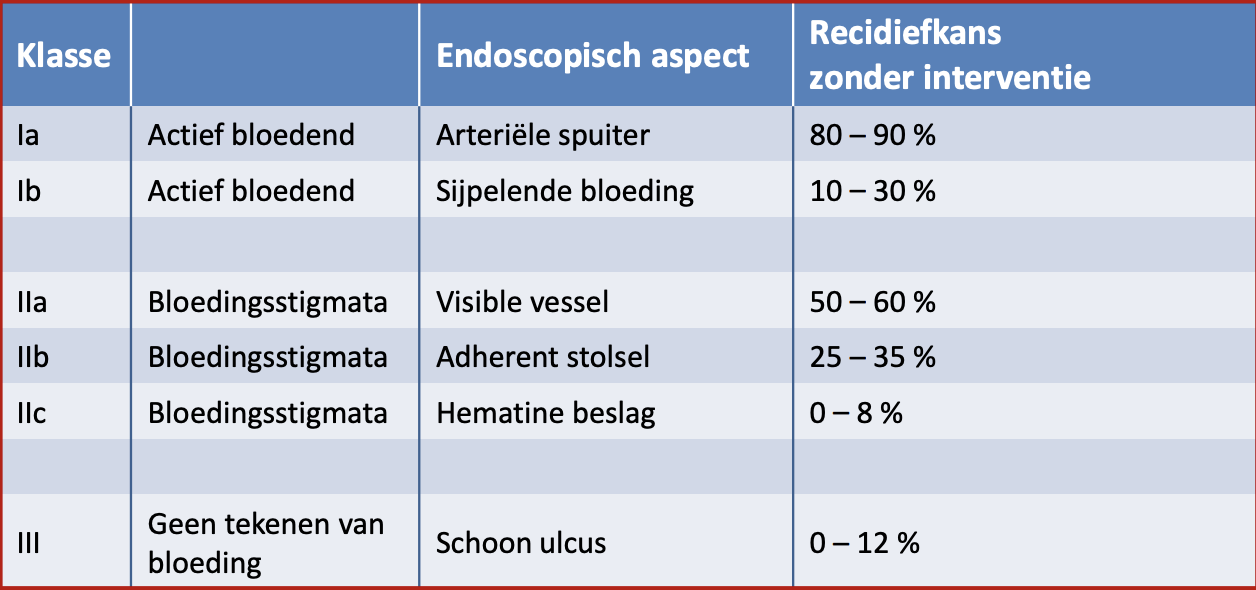 Klasse Endoscopisch aspect Recidiefkans
zonder interventie
Ia Actief bloedend Arteriële spuiter 80 – 90 %
Ib Actief bloedend Sijpelende bloeding 10 – 30 %
IIa Bloedingsstigmata Visible vessel 50 – 60 %
IIb Bloedingsstigmata Adherent stolsel 25 – 35 %
IIc Bloedingsstigmata Hematine beslag 0 – 8 %
III Geen tekenen van
bloeding Schoon ulcus 0 – 12 %